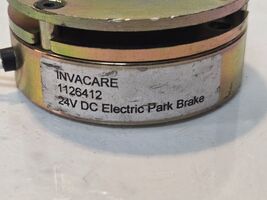 INVACARE
1126412
24V DC Electric Park Brake